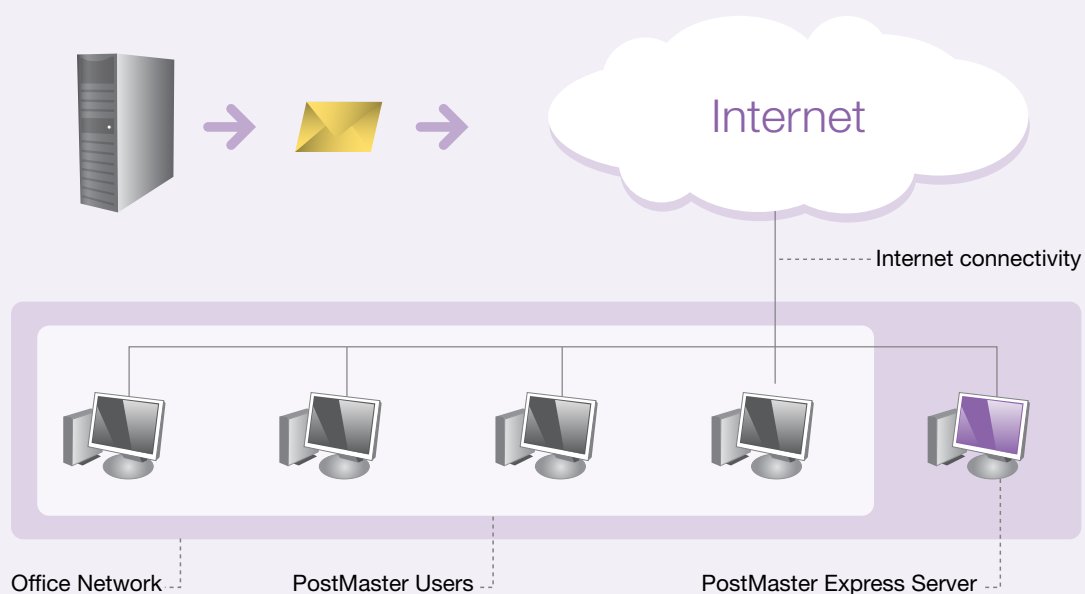 Internet
Internet connectivity
Office Network
PostMaster Users
PostMaster Express Server